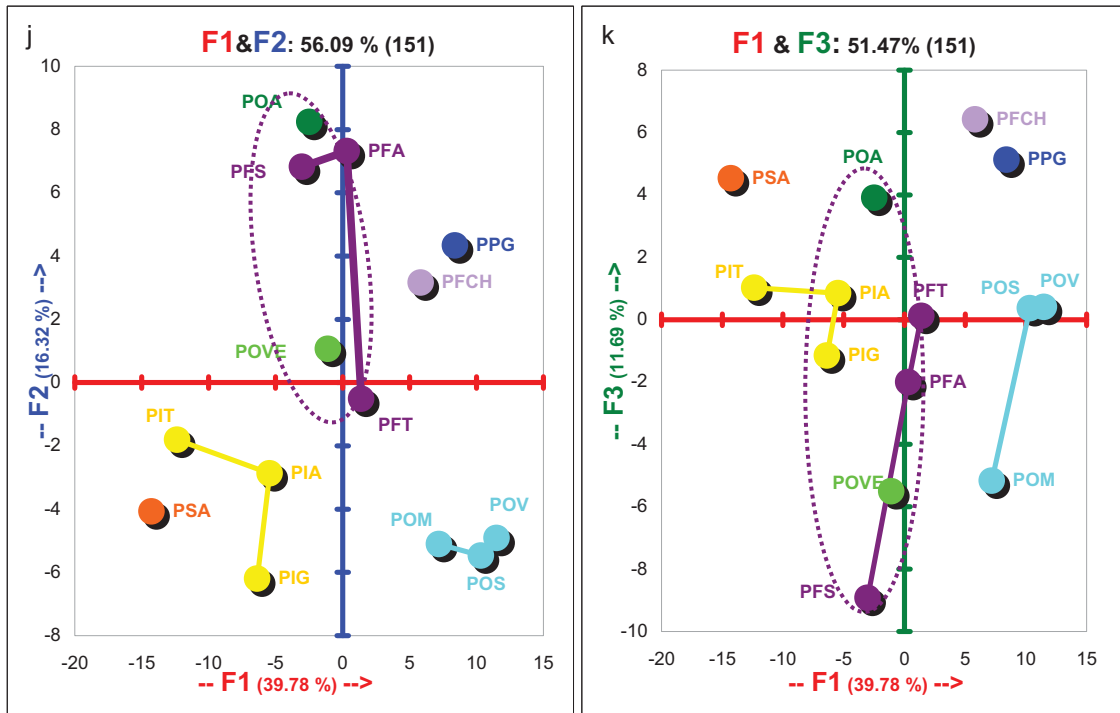 j
F1&F2: 56.09 % (151)
10
8
6
4
2
0
-2
-4
-6
-8
-20
-15
-10
-5
0
5
10
15
-- F2 (16.32 %) -->
-- F1 (39.78 %) -->
POA
PFS
PFA
PPG
PFCH
POVE
PFT
PIT
PIA
PSA
POM
POV
POS
PIG
k
F1 & F3: 51.47% (151)
8
6
4
2
0
-2
-4
-6
-8
-10
-15
-10
-5
0
5
10
15
-- F3 (11.69 %) -->
-- F1 (39.78 %) -->
PFCH
PPG
POA
PSA
PIT
PIA
PFT
POS
POV
PIG
PFA
POVE
POM
PFS